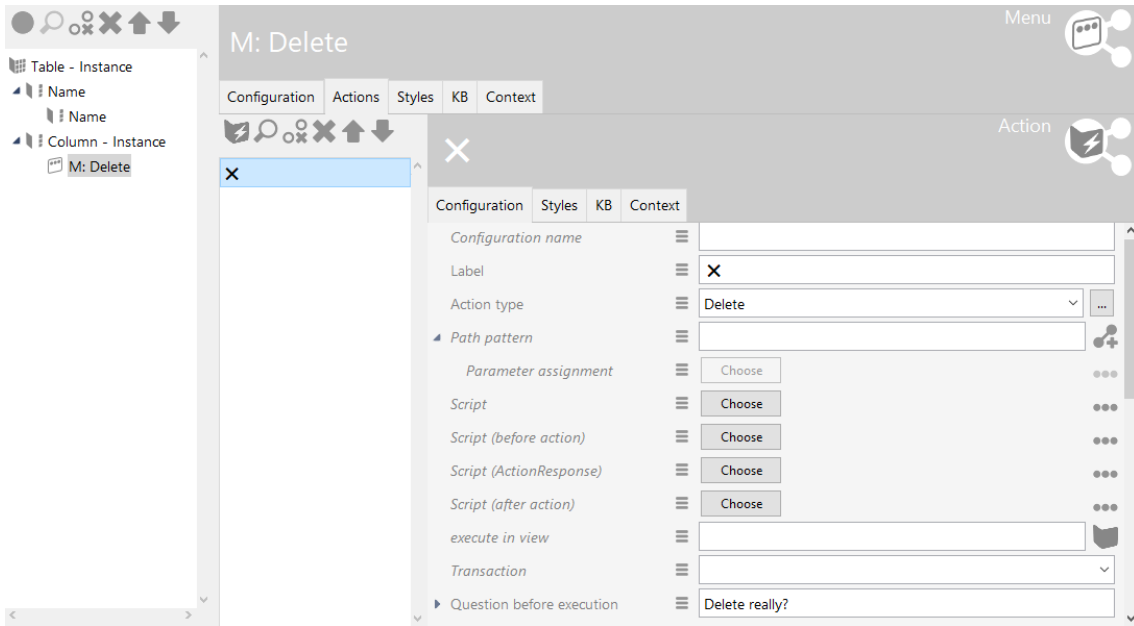 Menu
M: Delete
Table - Instance
Name
Name
Column - Instance
M: Delete
Configuration Actions Styles KB Context
Action
Configuration Styles KB Context
Configuration name
Label
Action type Delete ...
Path pattern
Parameter assignment Choose
Script Choose
Script (before action) Choose
Script (ActionResponse) Choose
Script (after action) Choose
execute in view
Transaction
Question before execution Delete really?